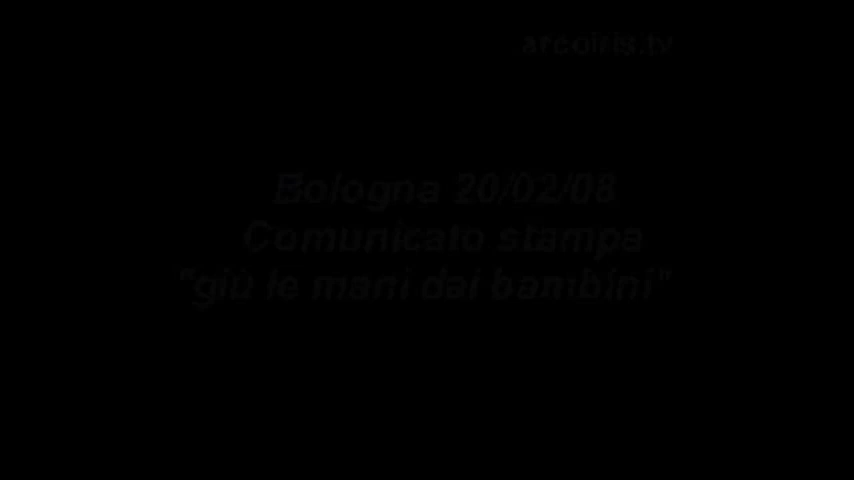 arcoiris.tv
Bologna 20/02/08
Comunicato stampa
"giù le mani dai bambini"